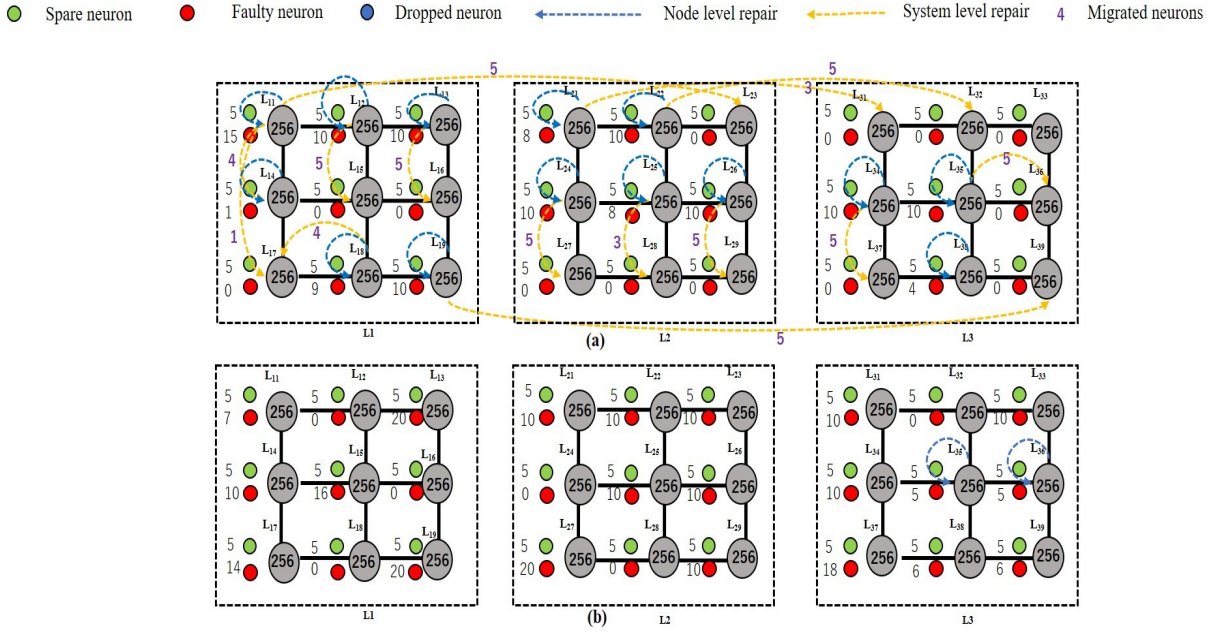 Spare neuron Faulty neuron Dropped neuron Node level repair System level repair 4 Migrated neurons
5 5 3
L11 L12 L13 L21 L22 L23 L31 L32 L33
5 5 5 5 5 5 5 5 5
256 256 256 256 256 256 256 256 256
15 10 10 8 10 0 0 0 0
4 5 5 5
L14 L15 L16 L24 L25 L26 L34 L35 L36
5 5 5 5 5 5 5 5 5
256 256 256 256 256 256 256 256 256
1 0 0 10 8 10 10 10 0
1 4 5 3 5 5
L17 L18 L19 L27 L28 L29 L37 L38 L39
5 5 5 5 5 5 5 5 5
256 256 256 256 256 256 256 256 256
0 9 10 0 0 0 0 4 0
L1 (a) L2 5 L3
L11 L12 L13 L21 L22 L23 L31 L32 L33
5 5 5 5 5 5 5 5 5
256 256 256 256 256 256 256 256 256
7 0 20 10 10 10 10 0 10
L14 L15 L16 L24 L25 L26 L34 L35 L36
5 5 5 5 5 5 5 5 5
256 256 256 256 256 256 256 256 256
10 16 0 0 10 10 10 5 5
L17 L18 L19 L27 L28 L29 L37 L38 L39
5 5 5 5 5 5 5 5 5
256 256 256 256 256 256 256 256 256
14 0 20 20 0 10 18 6 6
L1 (b) L2 L3